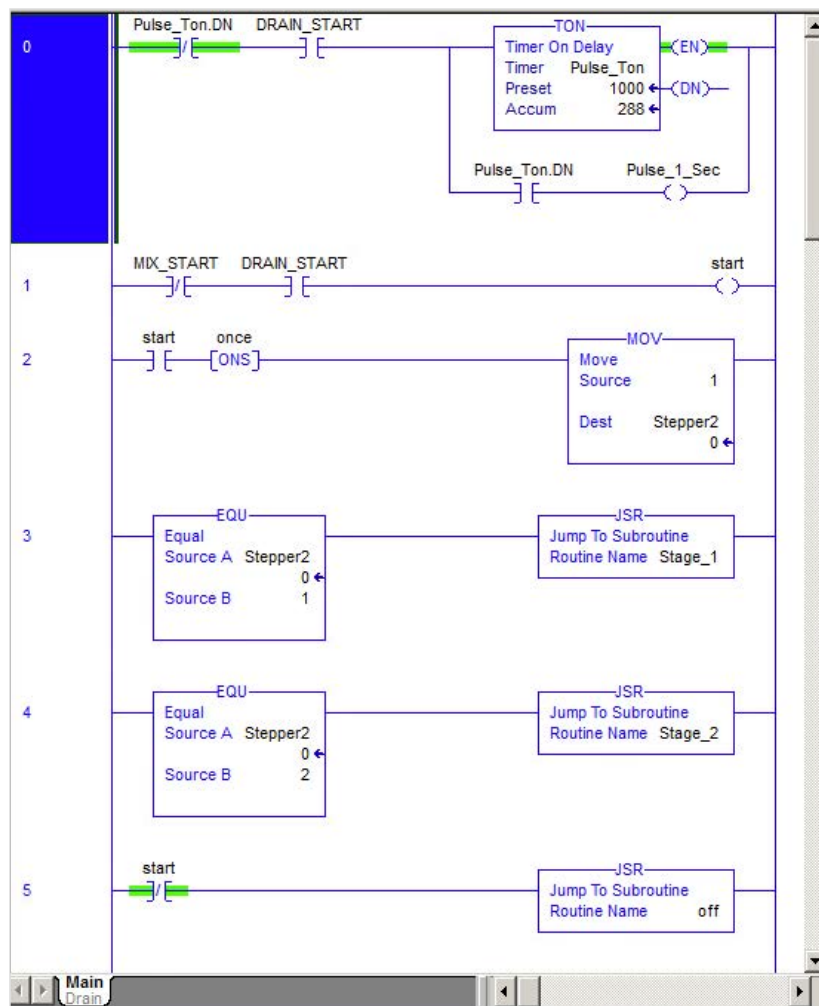 Pulse_Ton.DN DRAIN_START
TON
0
Timer On Delay
EN
Timer Pulse_Ton
Preset 1000
DN
Accum 288
Pulse_Ton.DN Pulse_1_Sec
MIX_START DRAIN_START start
1
start once
MOV
2
ONS
Move
Source 1
Dest Stepper2
0
EQU
JSR
3
Equal
Jump To Subroutine
Source A Stepper2
Routine Name Stage_1
0
Source B 1
EQU
JSR
4
Equal
Jump To Subroutine
Source A Stepper2
Routine Name Stage_2
0
Source B 2
start
JSR
5
Jump To Subroutine
Routine Name off
Main
Drain